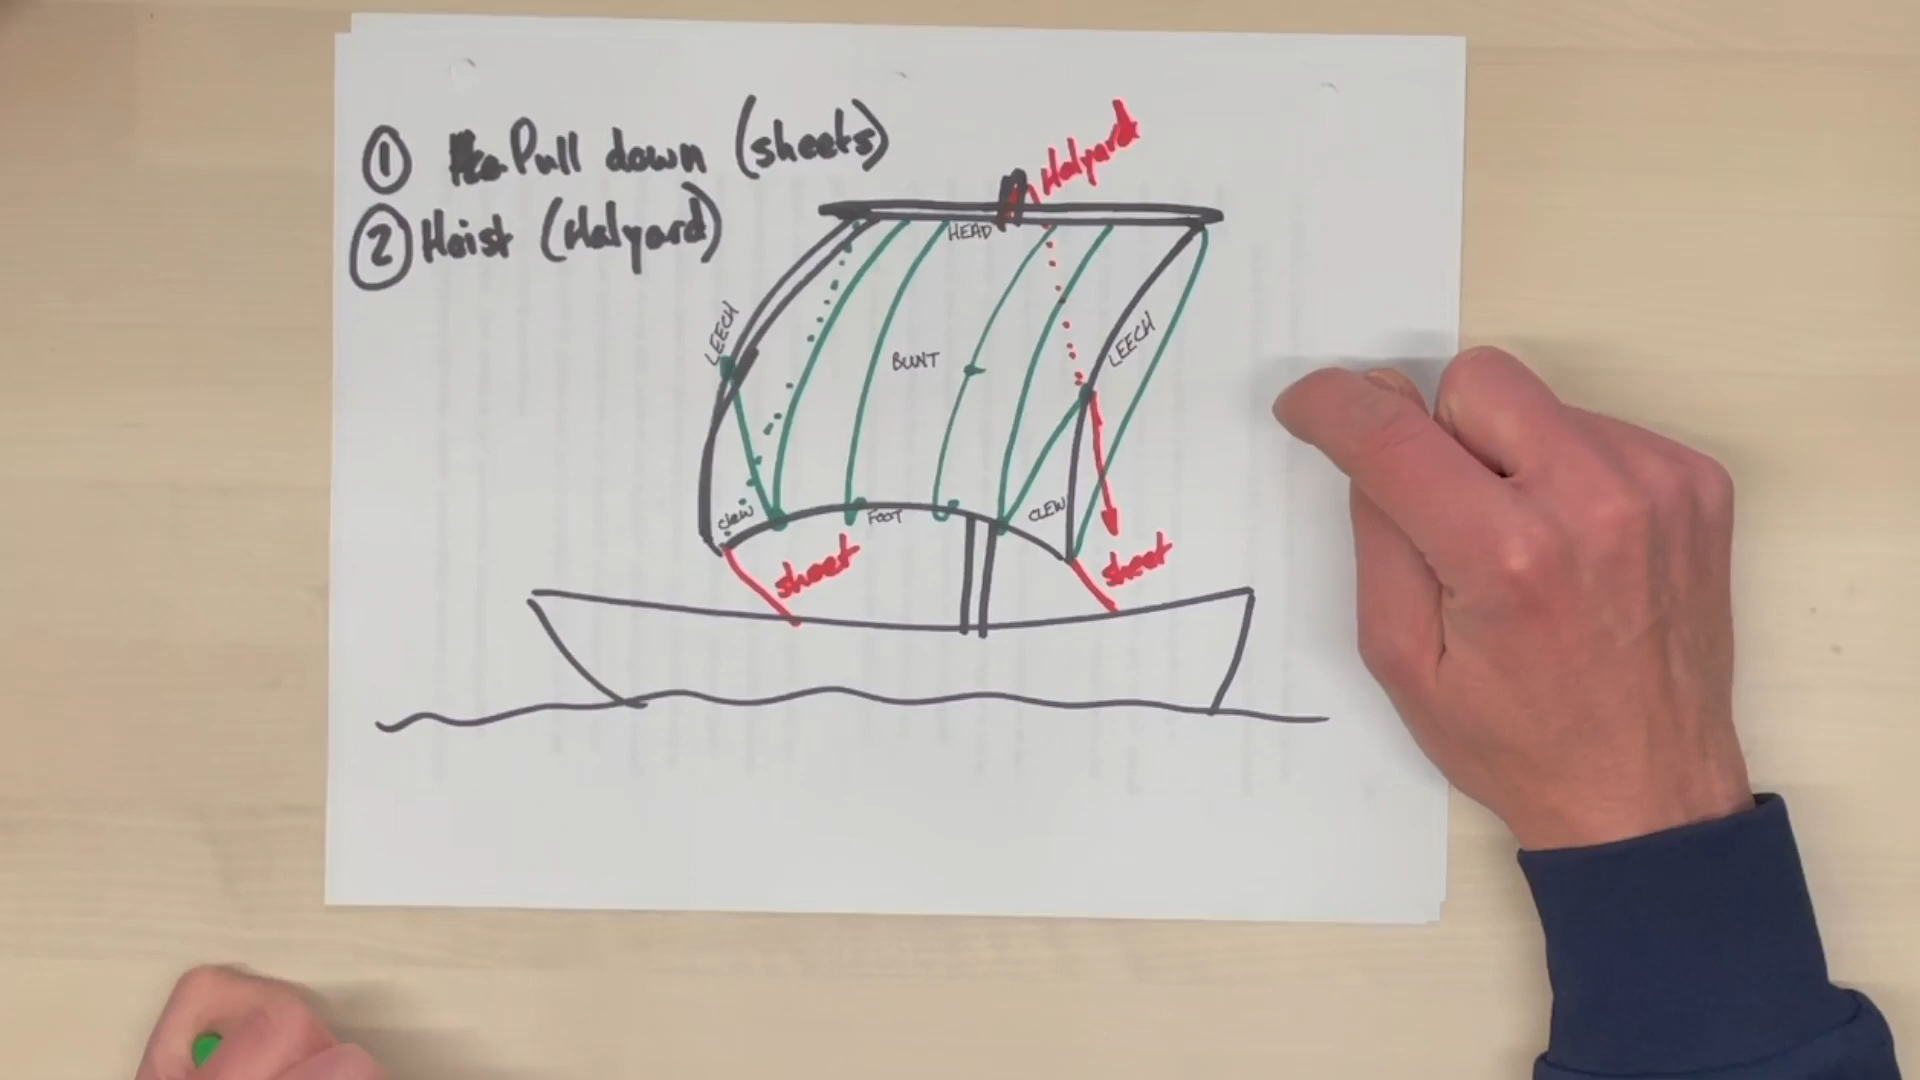 ① Pull down (sheets)
② Hoist (Halyard)
Halyard
HEAD
LEECH
LEECH
BUNT
clew
FOOT
CLEW
sheet
sheet